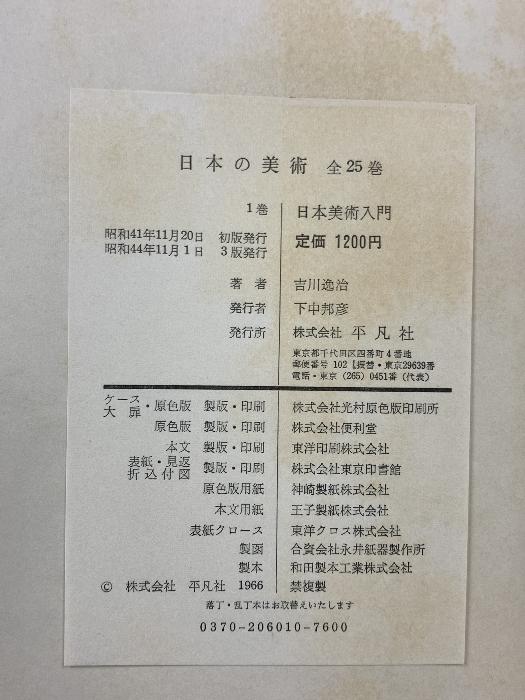 日本の美術 全25巻
1巻 日本美術入門
昭和41年11月20日 初版発行 定価 1200円
昭和44年11月1日 3版発行
著者 吉川逸治
発行者 下中邦彦
発行所 株式会社 平凡社
東京都千代田区四番町4番地
郵便番号 102【振替・東京29639番
電話・東京 (265) 0451番 (代表)
ケース・大扉・原色版 製版・印刷 株式会社光村原色版印刷所
原色版 製版・印刷 株式会社便利堂
本文 製版・印刷 東洋印刷株式会社
表紙・見返 折込付図 製版・印刷 株式会社東京印書館
原色版用紙 神崎製紙株式会社
本文用紙 王子製紙株式会社
表紙クロース 東洋クロス株式会社
製函 合資会社永井紙器製作所
製本 和田製本工業株式会社
© 株式会社 平凡社 1966 禁複製
落丁・乱丁本はお取替えいたします
0370-206010-7600